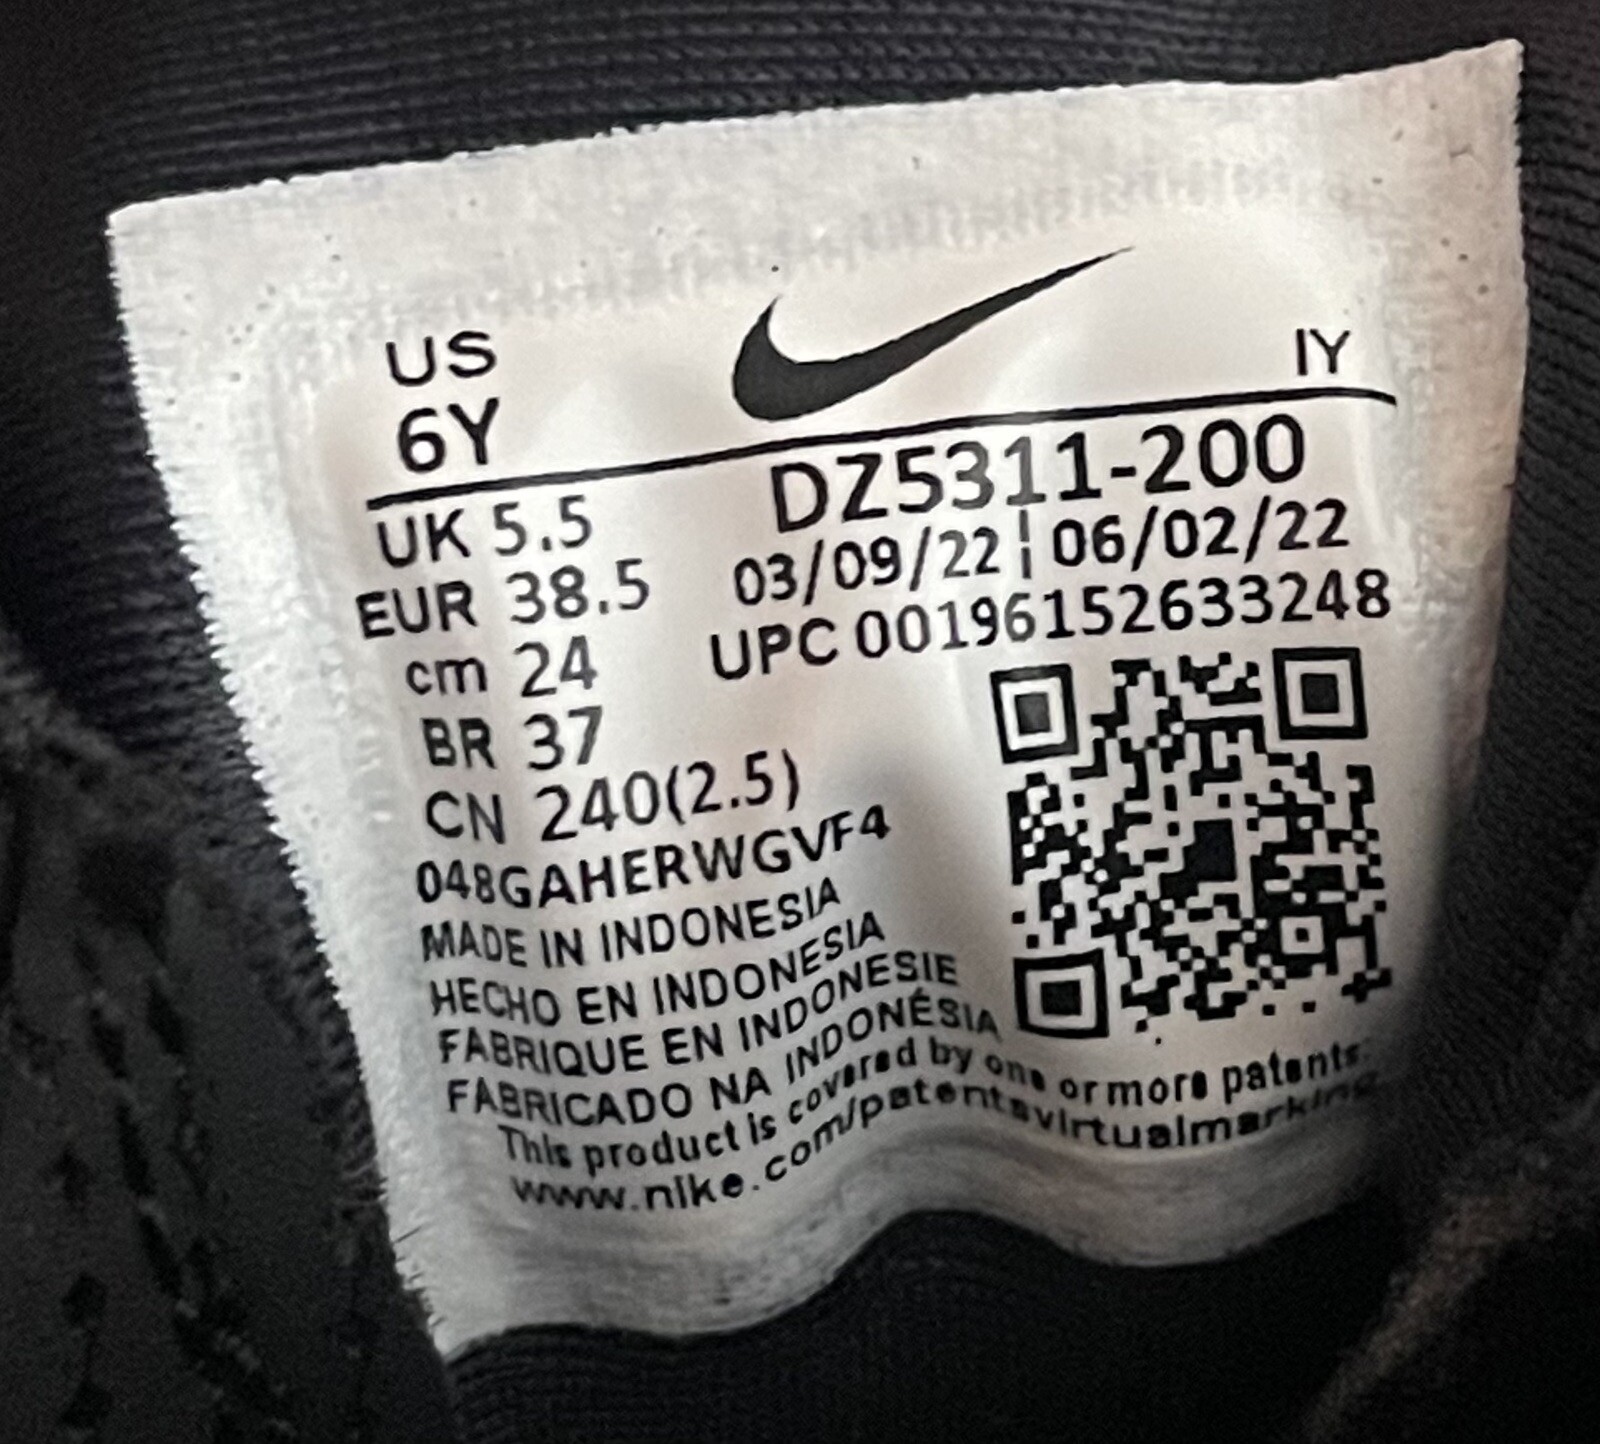 US
IY
6Y
DZ5311-200
UK 5.5
03/09/22 ¦ 06/02/22
EUR 38.5
UPC 00196152633248
cm 24
BR 37
CN 240(2.5)
048GAHERWGVF4
MADE IN INDONESIA
HECHO EN INDONESIA
FABRIQUE EN INDONESIE
FABRICADO NA INDONÉSIA
This product is covered by one or more patents:
www.nike.com/patentsvirtualmarking